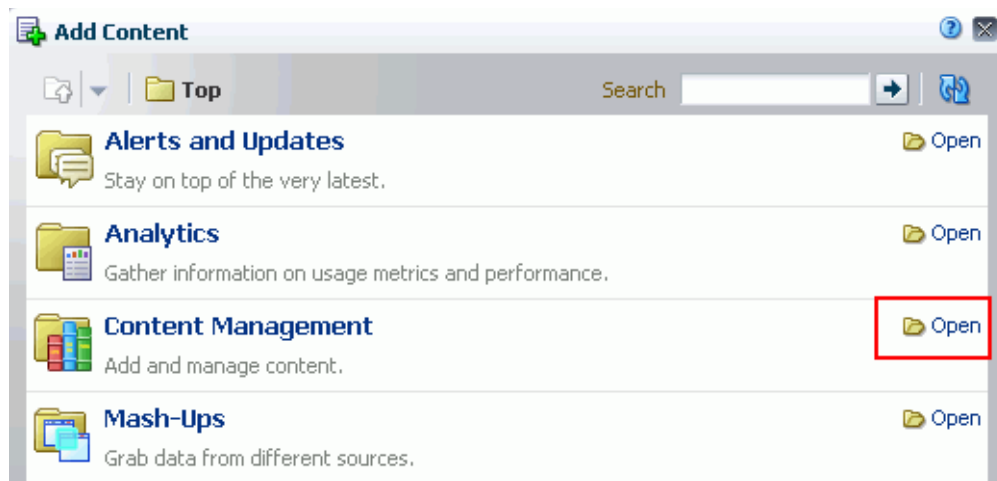 Add Content
Top Search
Alerts and Updates Open
Stay on top of the very latest.
Analytics Open
Gather information on usage metrics and performance.
Content Management Open
Add and manage content.
Mash-Ups Open
Grab data from different sources.